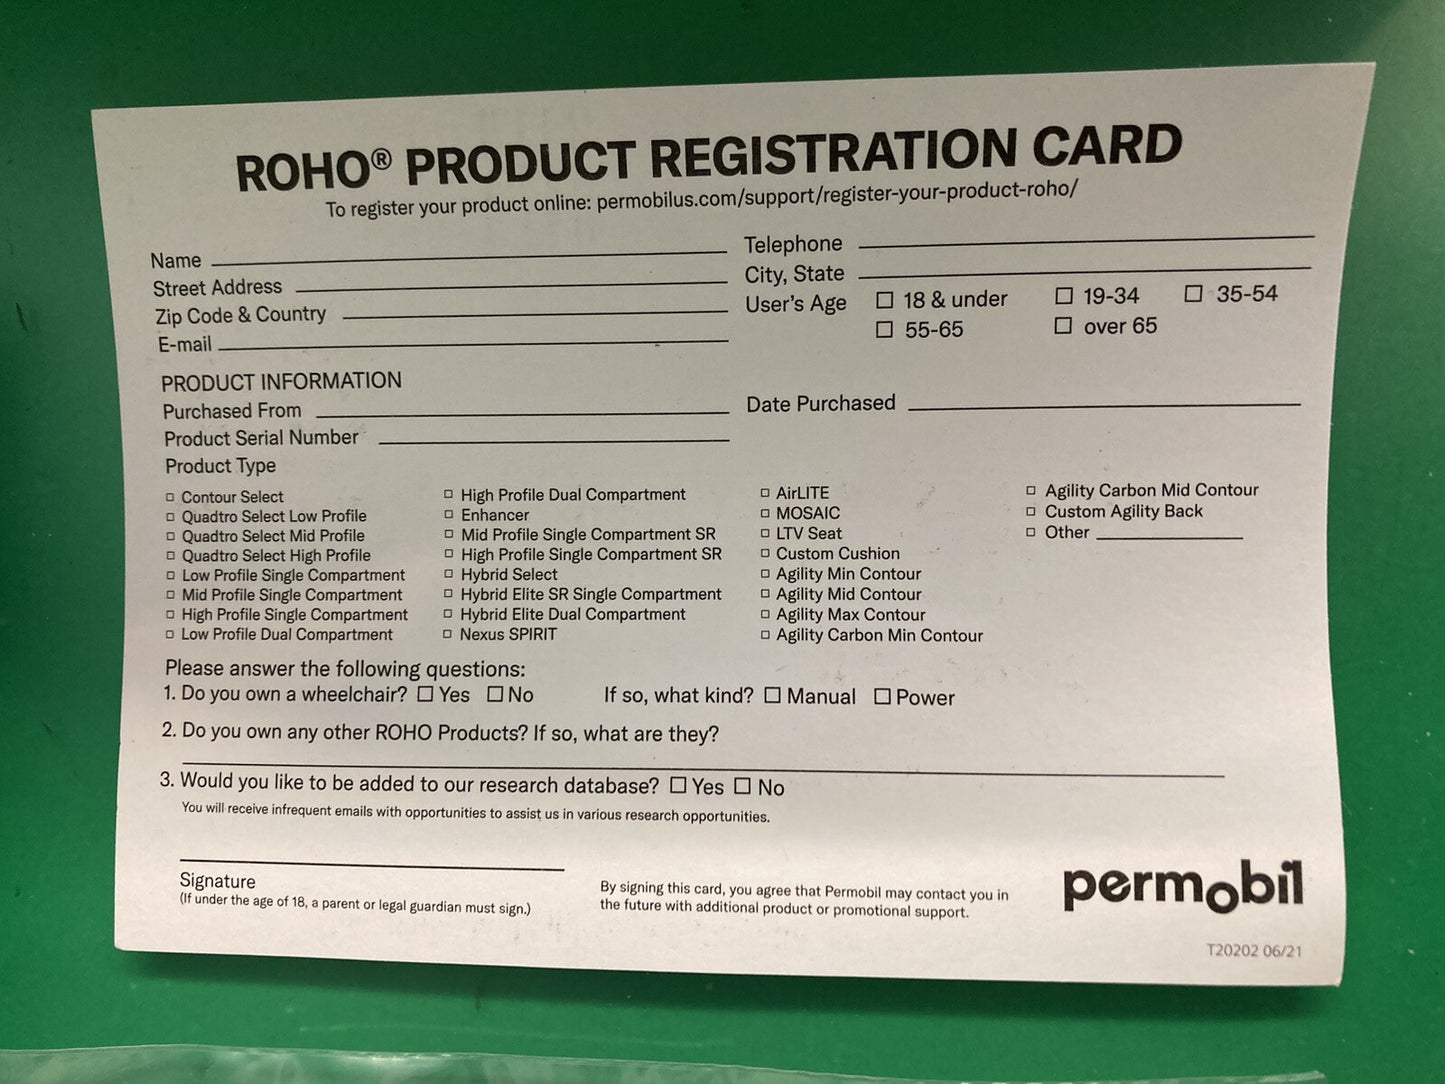 ROHO® PRODUCT REGISTRATION CARD
To register your product online: permobilus.com/support/register-your-product-roho/
Name
Street Address
Zip Code & Country
E-mail
Telephone
City, State
User's Age □ 18 & under □ 19-34 □ 35-54
□ 55-65 □ over 65
PRODUCT INFORMATION
Purchased From
Date Purchased
Product Serial Number
Product Type
□ Contour Select
□ Quadtro Select Low Profile
□ Quadtro Select Mid Profile
□ Quadtro Select High Profile
□ Low Profile Single Compartment
□ Mid Profile Single Compartment
□ High Profile Single Compartment
□ Low Profile Dual Compartment
□ High Profile Dual Compartment
□ Enhancer
□ Mid Profile Single Compartment SR
□ High Profile Single Compartment SR
□ Hybrid Select
□ Hybrid Elite SR Single Compartment
□ Hybrid Elite Dual Compartment
□ Nexus SPIRIT
□ AirLITE
□ MOSAIC
□ LTV Seat
□ Custom Cushion
□ Agility Min Contour
□ Agility Mid Contour
□ Agility Max Contour
□ Agility Carbon Min Contour
□ Agility Carbon Mid Contour
□ Custom Agility Back
□ Other
Please answer the following questions:
1. Do you own a wheelchair? □ Yes □ No If so, what kind? □ Manual □ Power
2. Do you own any other ROHO Products? If so, what are they?
3. Would you like to be added to our research database? □ Yes □ No
You will receive infrequent emails with opportunities to assist us in various research opportunities.
Signature
(If under the age of 18, a parent or legal guardian must sign.)
By signing this card, you agree that Permobil may contact you in
the future with additional product or promotional support.
permobil
T20202 06/21